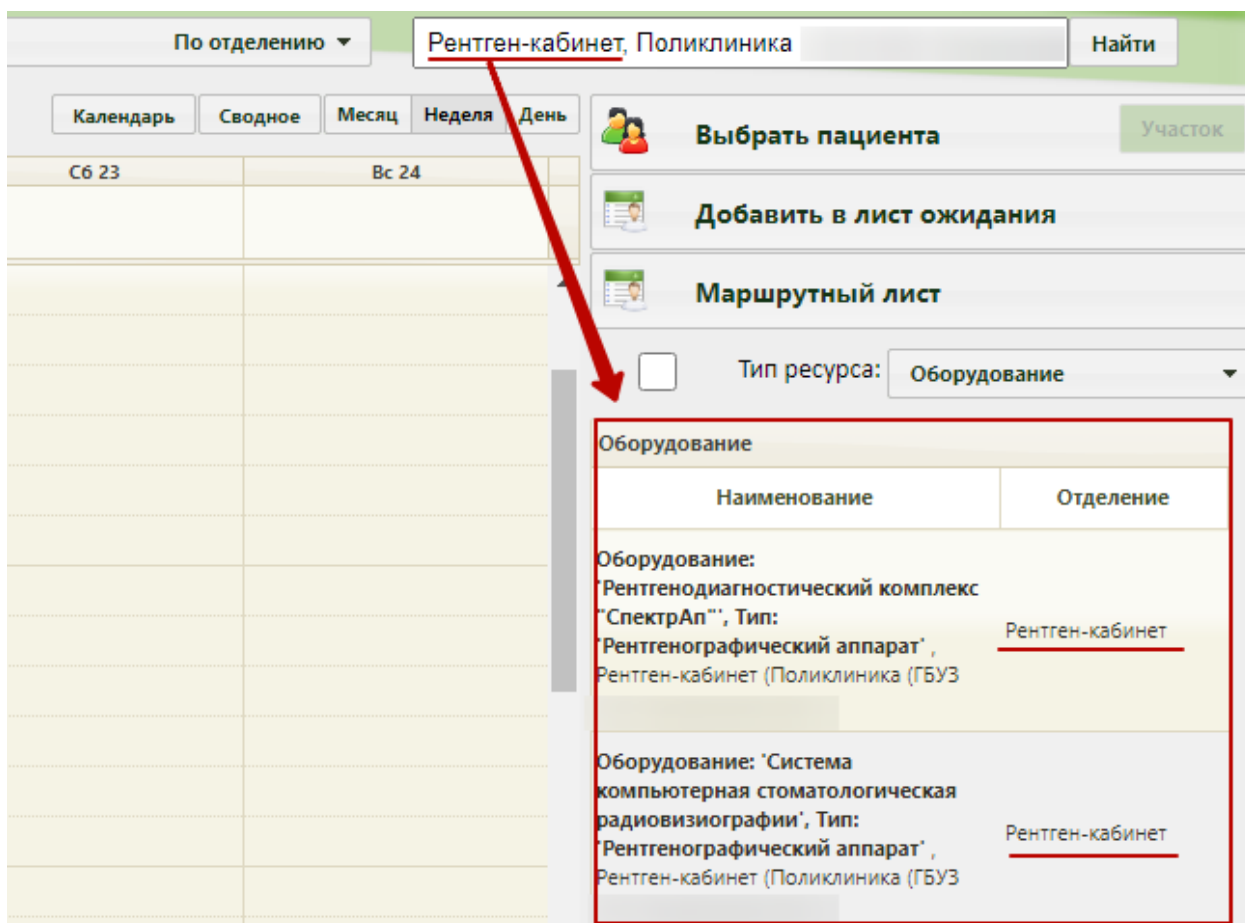 По отделению
Рентген-кабинет, Поликлиника
Найти
Календарь
Сводное
Месяц
Неделя
День
Сб 23
Вс 24
Выбрать пациента
Участок
Добавить в лист ожидания
Маршрутный лист
Тип ресурса:
Оборудование
Оборудование
Наименование
Отделение
Оборудование:
'Рентгенодиагностический комплекс
"СпектрАп"', Тип:
'Рентгенографический аппарат' ,
Рентген-кабинет (Поликлиника (ГБУЗ
Рентген-кабинет
Оборудование: 'Система
компьютерная стоматологическая
радиовизиографии', Тип:
'Рентгенографический аппарат' ,
Рентген-кабинет (Поликлиника (ГБУЗ
Рентген-кабинет